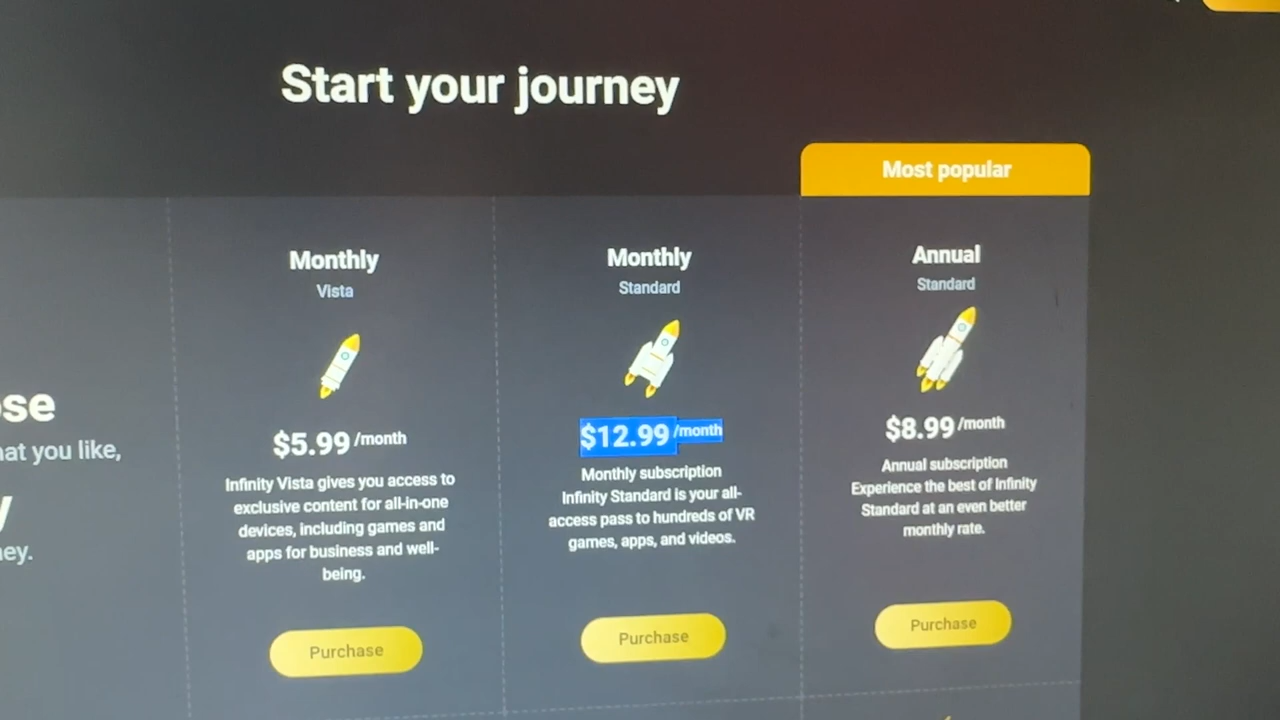 Start your journey
Most popular
Monthly
Vista
$5.99/month
Infinity Vista gives you access to
exclusive content for all-in-one
devices, including games and
apps for business and well-
being.
Purchase
Monthly
Standard
$12.99/month
Monthly subscription
Infinity Standard is your all-
access pass to hundreds of VR
games, apps, and videos.
Purchase
Annual
Standard
$8.99/month
Annual subscription
Experience the best of Infinity
Standard at an even better
monthly rate.
Purchase
you like,